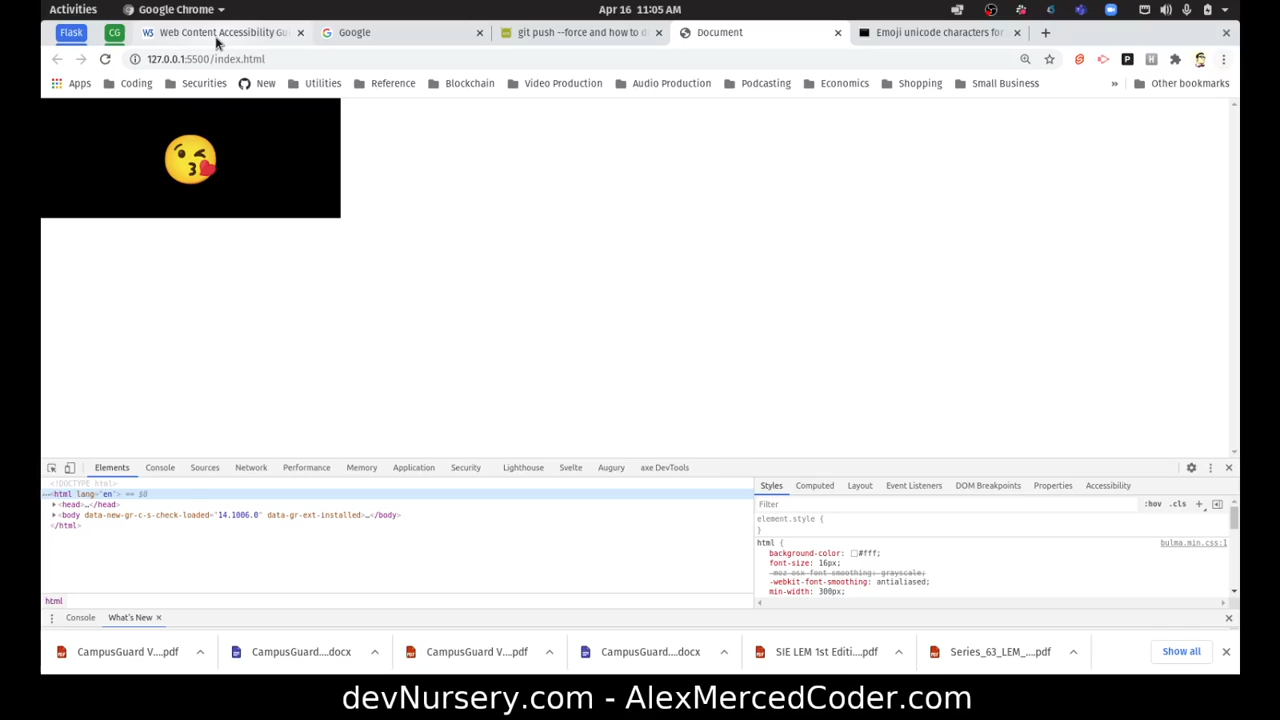 Activities
Google Chrome
Apr 16 11:05 AM
Flask
CG
Web Content Accessibility Gu
Google
git push --force and how to d
Document
Emoji unicode characters for
127.0.0.1:5500/index.html
Apps
Coding
Securities
New
Utilities
Reference
Blockchain
Video Production
Audio Production
Podcasting
Economics
Shopping
Small Business
»
Other bookmarks
Elements
Console
Sources
Network
Performance
Memory
Application
Security
Lighthouse
Svelte
Augury
axe DevTools
<!DOCTYPE html>
...<html lang="en"> == $0
<head>…</head>
<body data-new-gr-c-s-check-loaded="14.1006.0" data-gr-ext-installed>…</body>
</html>
html
Styles
Computed
Layout
Event Listeners
DOM Breakpoints
Properties
Accessibility
Filter
:hov .cls +
element.style {
}
html {
bulma.min.css:1
background-color: #fff;
font-size: 16px;
-moz-osx-font-smoothing: grayscale;
-webkit-font-smoothing: antialiased;
min-width: 300px;
Console
What's New
CampusGuard V....pdf
CampusGuard....docx
CampusGuard V....pdf
CampusGuard....docx
SIE LEM 1st Editi....pdf
Series_63_LEM_....pdf
Show all
devNursery.com - AlexMercedCoder.com